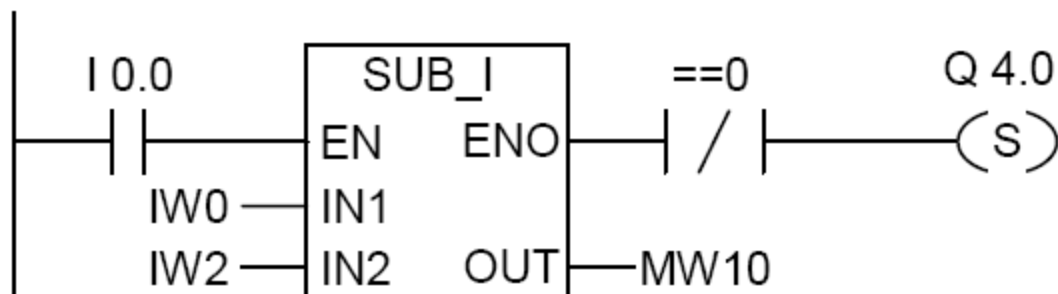 I 0.0 SUB_I ==0 Q 4.0
EN ENO / (S)
IW0 IN1
IW2 IN2 OUT MW10